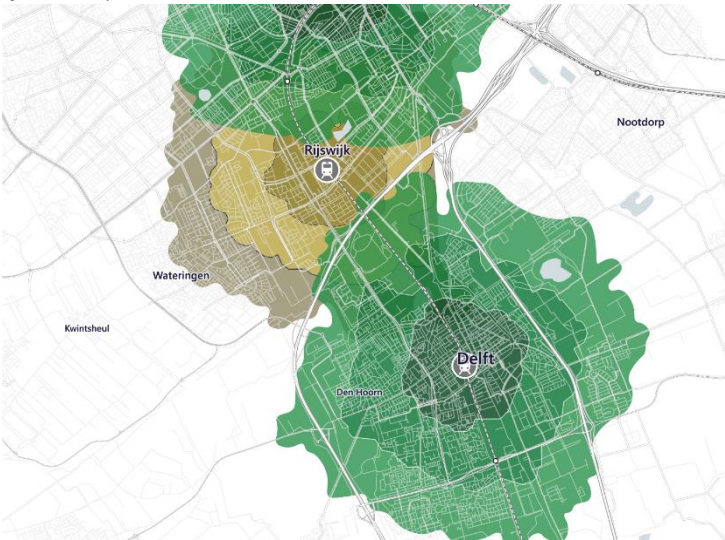 Nootdorp
Rijswijk
Wateringen
Kwintsheul
Delft
Den Hoorn